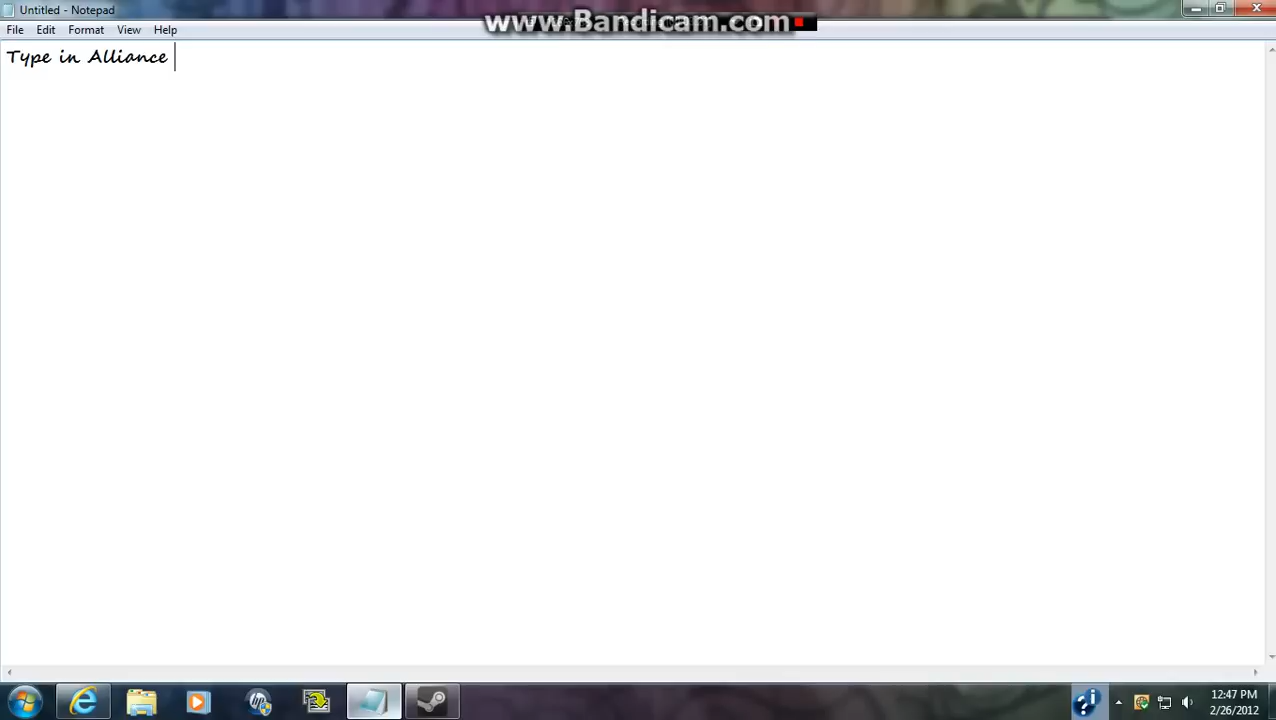 Untitled - Notepad
www.Bandicam.com
File Edit Format View Help
Type in Alliance
12:47 PM
2/26/2012